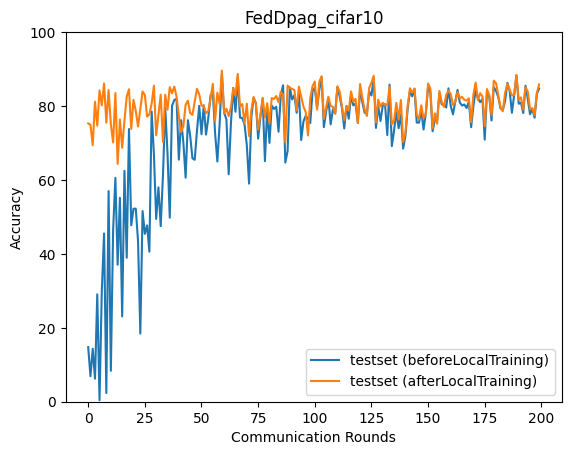 FedDpag_cifar10
Accuracy
100
80
60
40
20
0
0 25 50 75 100 125 150 175 200
Communication Rounds
testset (beforeLocalTraining)
testset (afterLocalTraining)